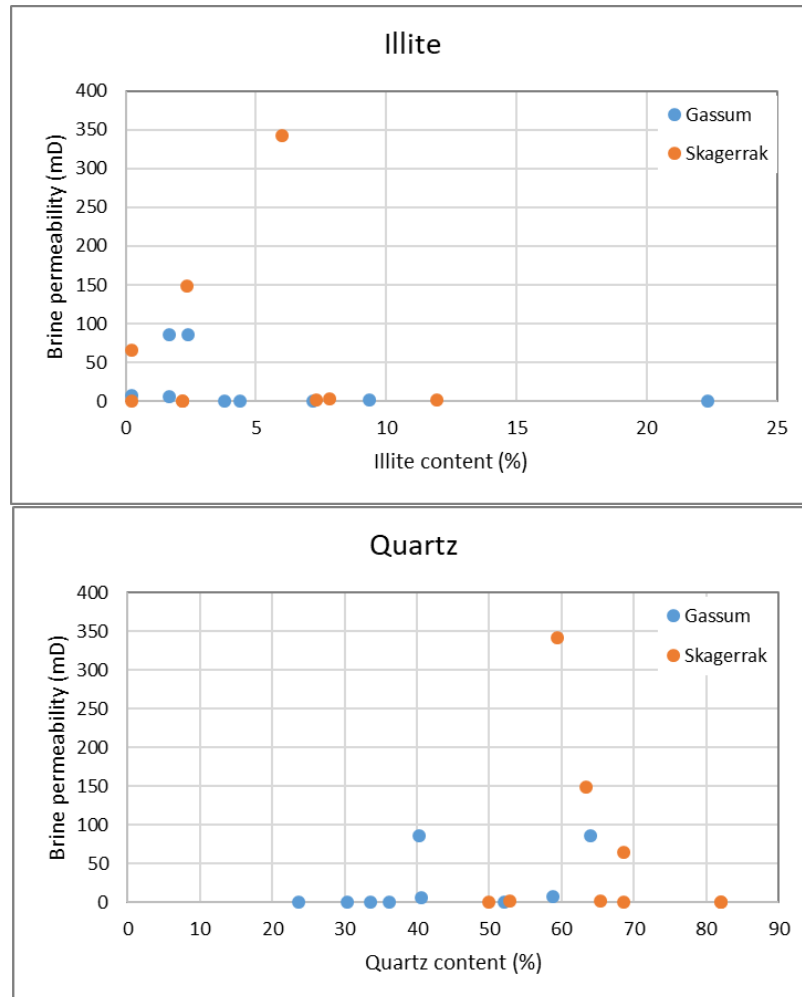 Illite
400
350
300
250
200
150
100
50
0
Brine permeability (mD)
Gassum
Skagerrak
0 5 10 15 20 25
Illite content (%)
Quartz
400
350
300
250
200
150
100
50
0
Brine permeability (mD)
Gassum
Skagerrak
0 10 20 30 40 50 60 70 80 90
Quartz content (%)